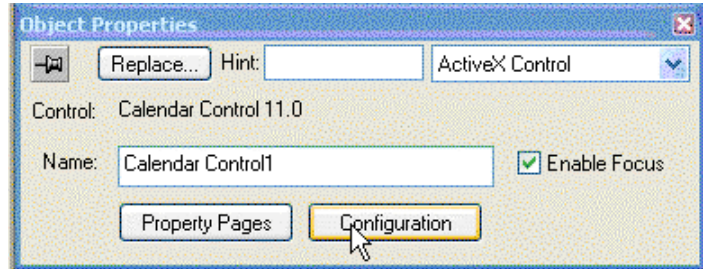 Object Properties
Replace... Hint: ActiveX Control
Control: Calendar Control 11.0
Name: Calendar Control1 Enable Focus
Property Pages Configuration